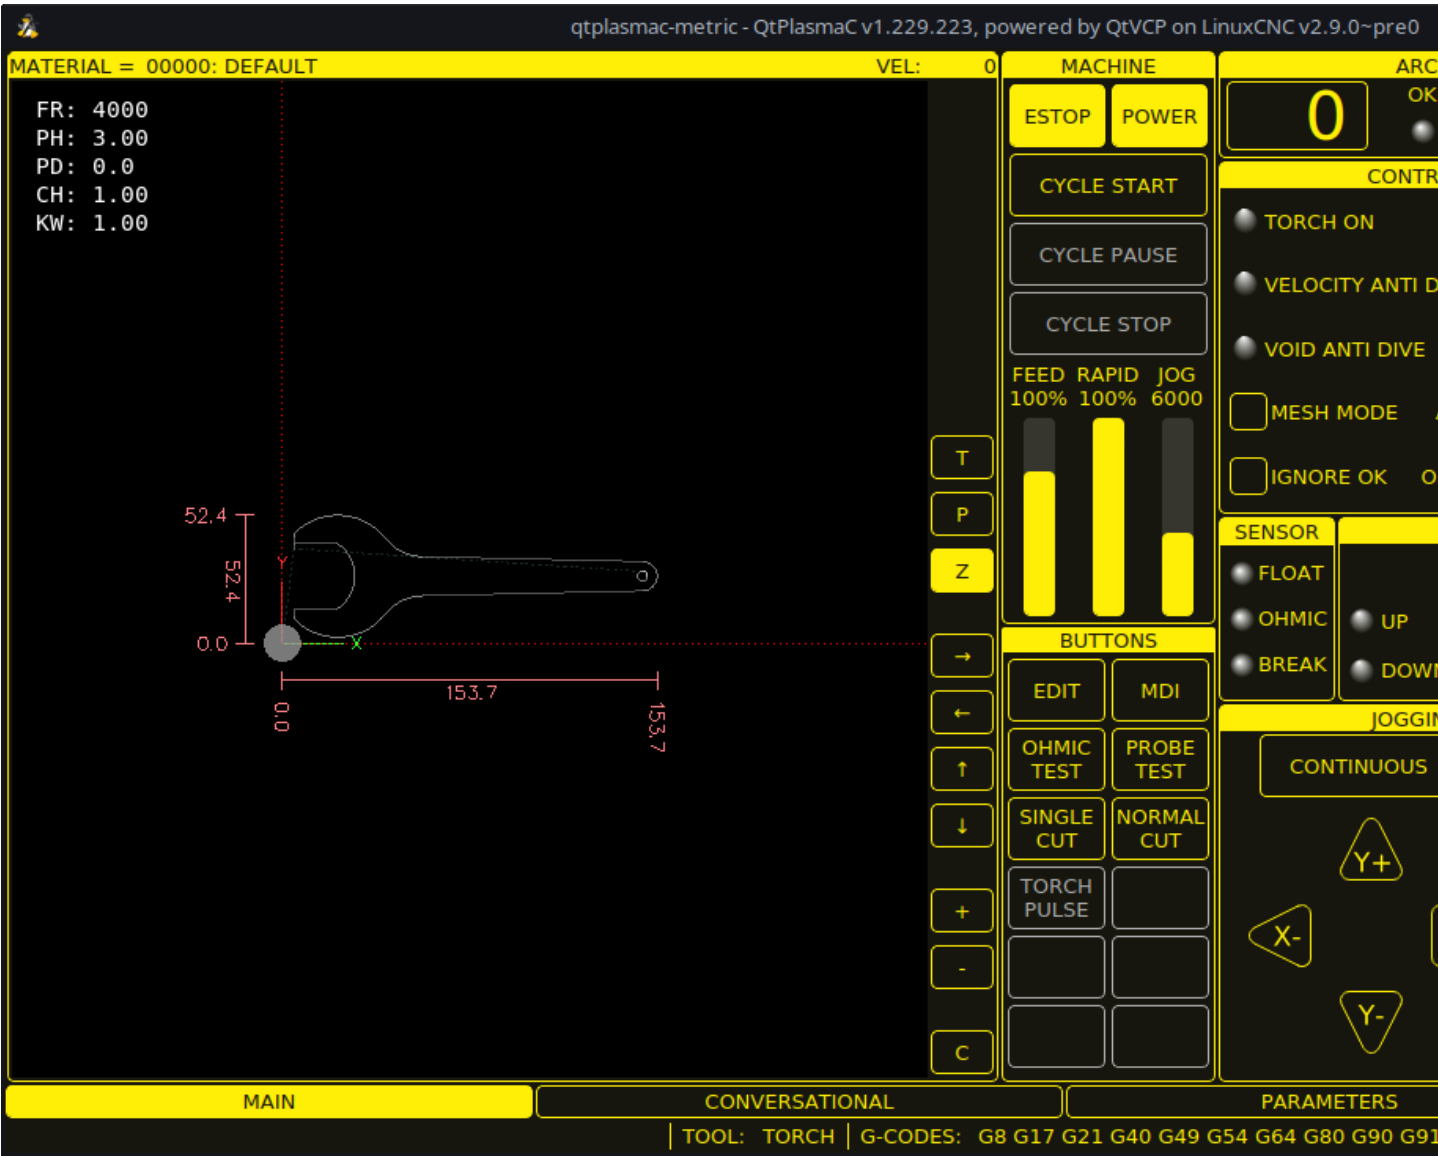 qtplasmac-metric - QtPlasmaC v1.229.223, powered by QtVCP on LinuxCNC v2.9.0~pre0
MATERIAL = 00000: DEFAULT VEL: 0
FR: 4000
PH: 3.00
PD: 0.0
CH: 1.00
KW: 1.00
52.4
52.4
0.0
Y
X
153.7
0.0
153.7
T
P
Z
→
←
↑
↓
+
-
C
MACHINE
ESTOP POWER
CYCLE START
CYCLE PAUSE
CYCLE STOP
FEED RAPID JOG
100% 100% 6000
BUTTONS
EDIT MDI
OHMIC TEST
PROBE TEST
SINGLE CUT
NORMAL CUT
TORCH PULSE
ARC
0 OK
CONTR
TORCH ON
VELOCITY ANTI D
VOID ANTI DIVE
MESH MODE
IGNORE OK O
SENSOR
FLOAT
OHMIC
BREAK
UP
DOWN
JOGGIN
CONTINUOUS
Y+
X-
Y-
MAIN CONVERSATIONAL PARAMETERS
TOOL: TORCH G-CODES: G8 G17 G21 G40 G49 G54 G64 G80 G90 G91